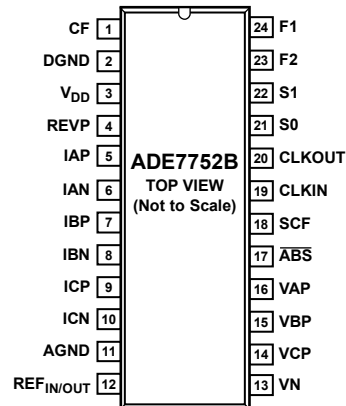 CF 1
DGND 2
VDD 3
REVP 4
IAP 5
IAN 6
IBP 7
IBN 8
ICP 9
ICN 10
AGND 11
REFIN/OUT 12
ADE7752B
TOP VIEW
(Not to Scale)
24 F1
23 F2
22 S1
21 S0
20 CLKOUT
19 CLKIN
18 SCF
17 ABS
16 VAP
15 VBP
14 VCP
13 VN